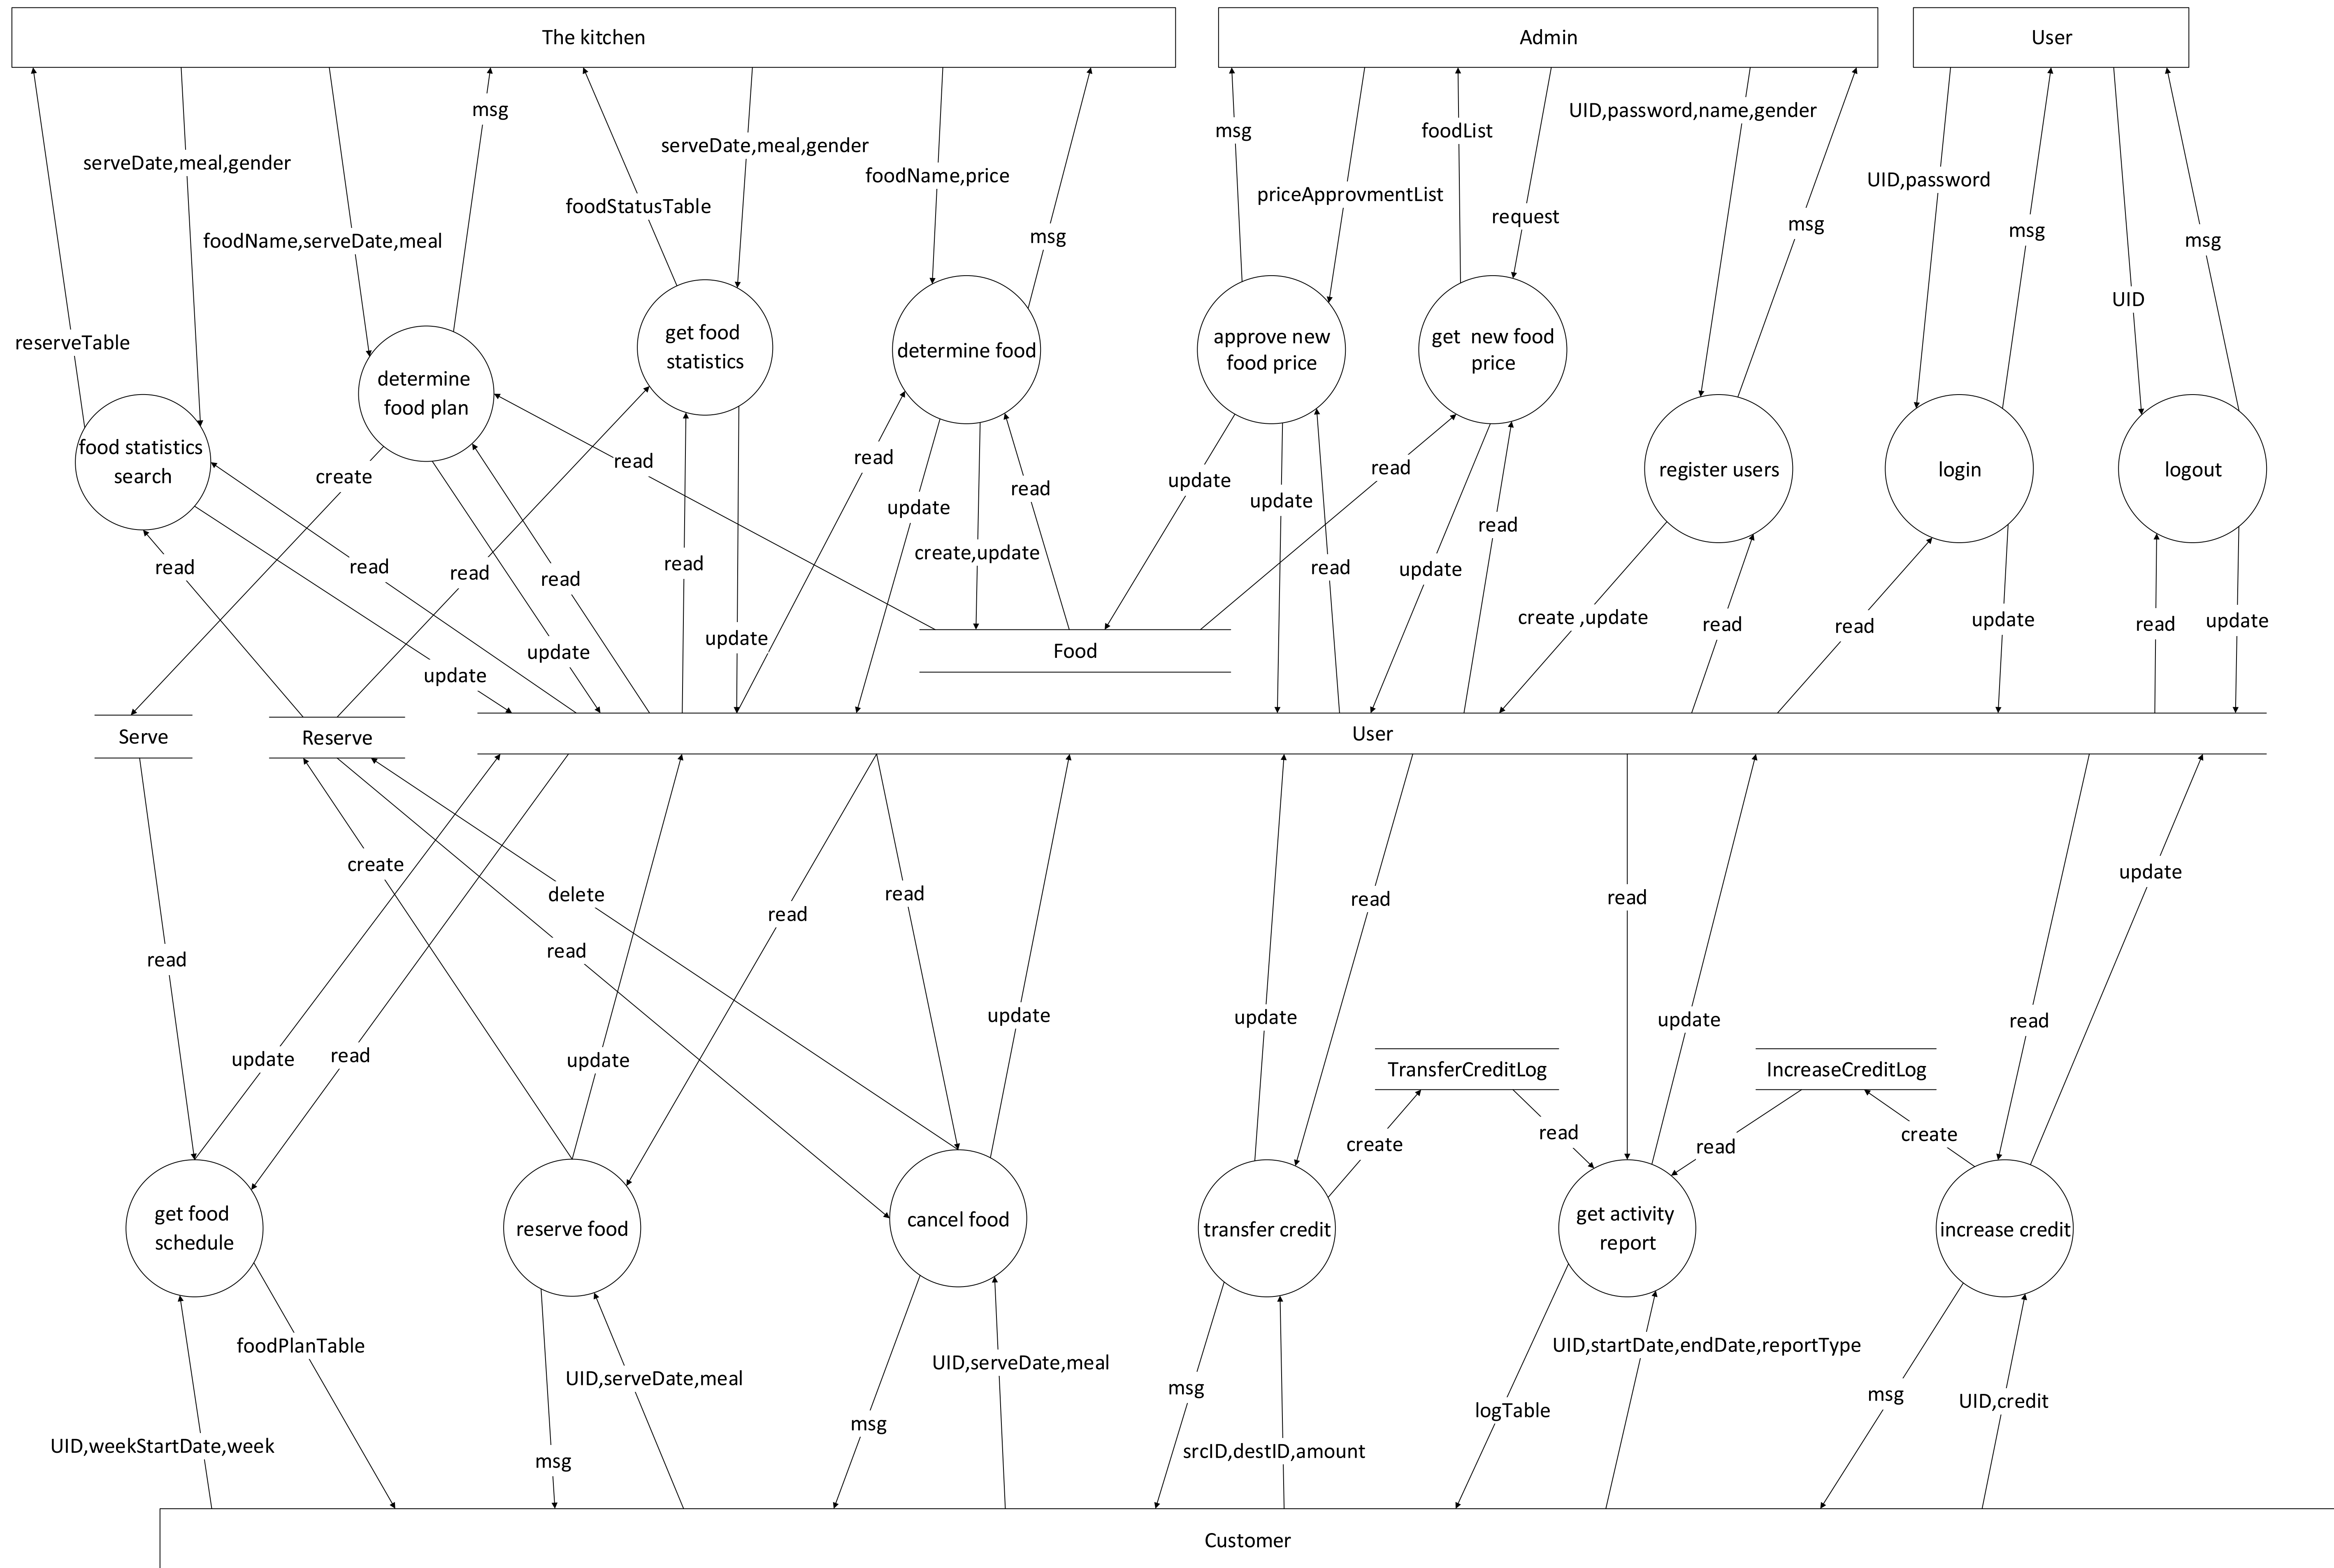 The kitchen
Admin
User
msg
UID,password,name,gender
msg
foodList
serveDate,meal,gender
serveDate,meal,gender
foodName,price
UID,password
priceApprovmentList
foodStatusTable
request
msg
msg
msg
msg
foodName,serveDate,meal
UID
reserveTable
get food
statistics
determine food
approve new
food price
get  new food
price
determine
food plan
food statistics
search
register users
login
logout
create
read
read
read
read
update
update
update
read
create,update
read
read
read
read
read
read
update
read
create ,update
read
read
update
read
update
update
update
update
Food
Serve
Reserve
User
create
delete
read
read
read
read
update
read
read
update
update
update
update
read
update
read
TransferCreditLog
IncreaseCreditLog
create
read
read
create
get food
schedule
reserve food
cancel food
transfer credit
get activity
report
increase credit
foodPlanTable
UID,serveDate,meal
UID,serveDate,meal
msg
UID,startDate,endDate,reportType
msg
UID,credit
logTable
msg
UID,weekStartDate,week
msg
srcID,destID,amount
Customer